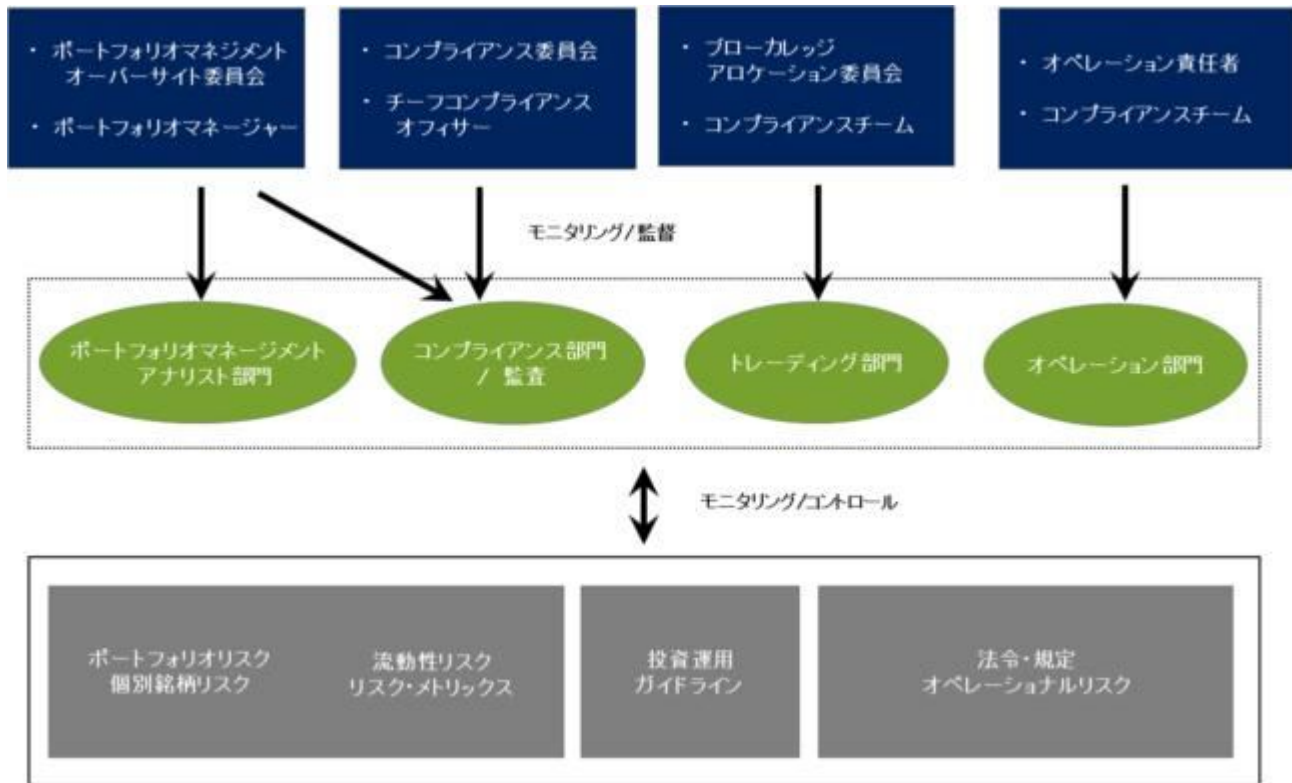 ・ ポートフォリオマネジメント
オーバーサイト委員会
・ ポートフォリオマネージャー
・ コンプライアンス委員会
・ チーフコンプライアンス
オフィサー
・ ブローカレッジ
アロケーション委員会
・ コンプライアンスチーム
・ オペレーション責任者
・ コンプライアンスチーム
モニタリング/監督
ポートフォリオマネージメント
アナリスト部門
コンプライアンス部門
/ 監査
トレーディング部門
オペレーション部門
モニタリング/コントロール
ポートフォリオリスク
個別銘柄リスク
流動性リスク
リスク・メトリックス
投資運用
ガイドライン
法令・規定
オペレーショナルリスク